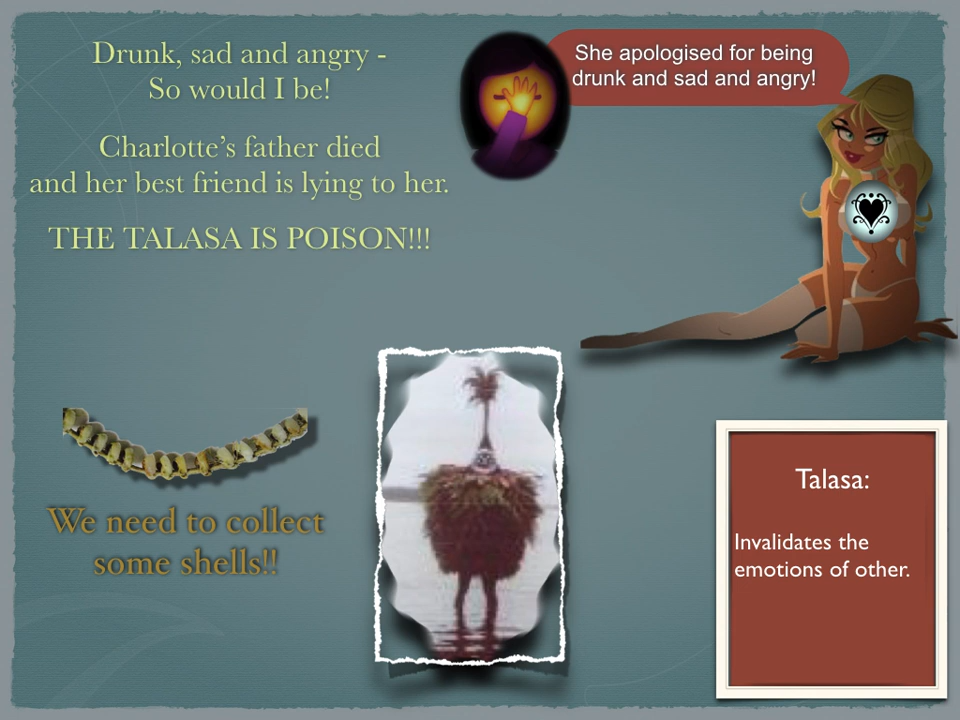 Drunk, sad and angry -
So would I be!
Charlotte’s father died
and her best friend is lying to her.
THE TALASA IS POISON!!!
She apologised for being
drunk and sad and angry!
We need to collect
some shells!!
Talasa:
Invalidates the
emotions of other.